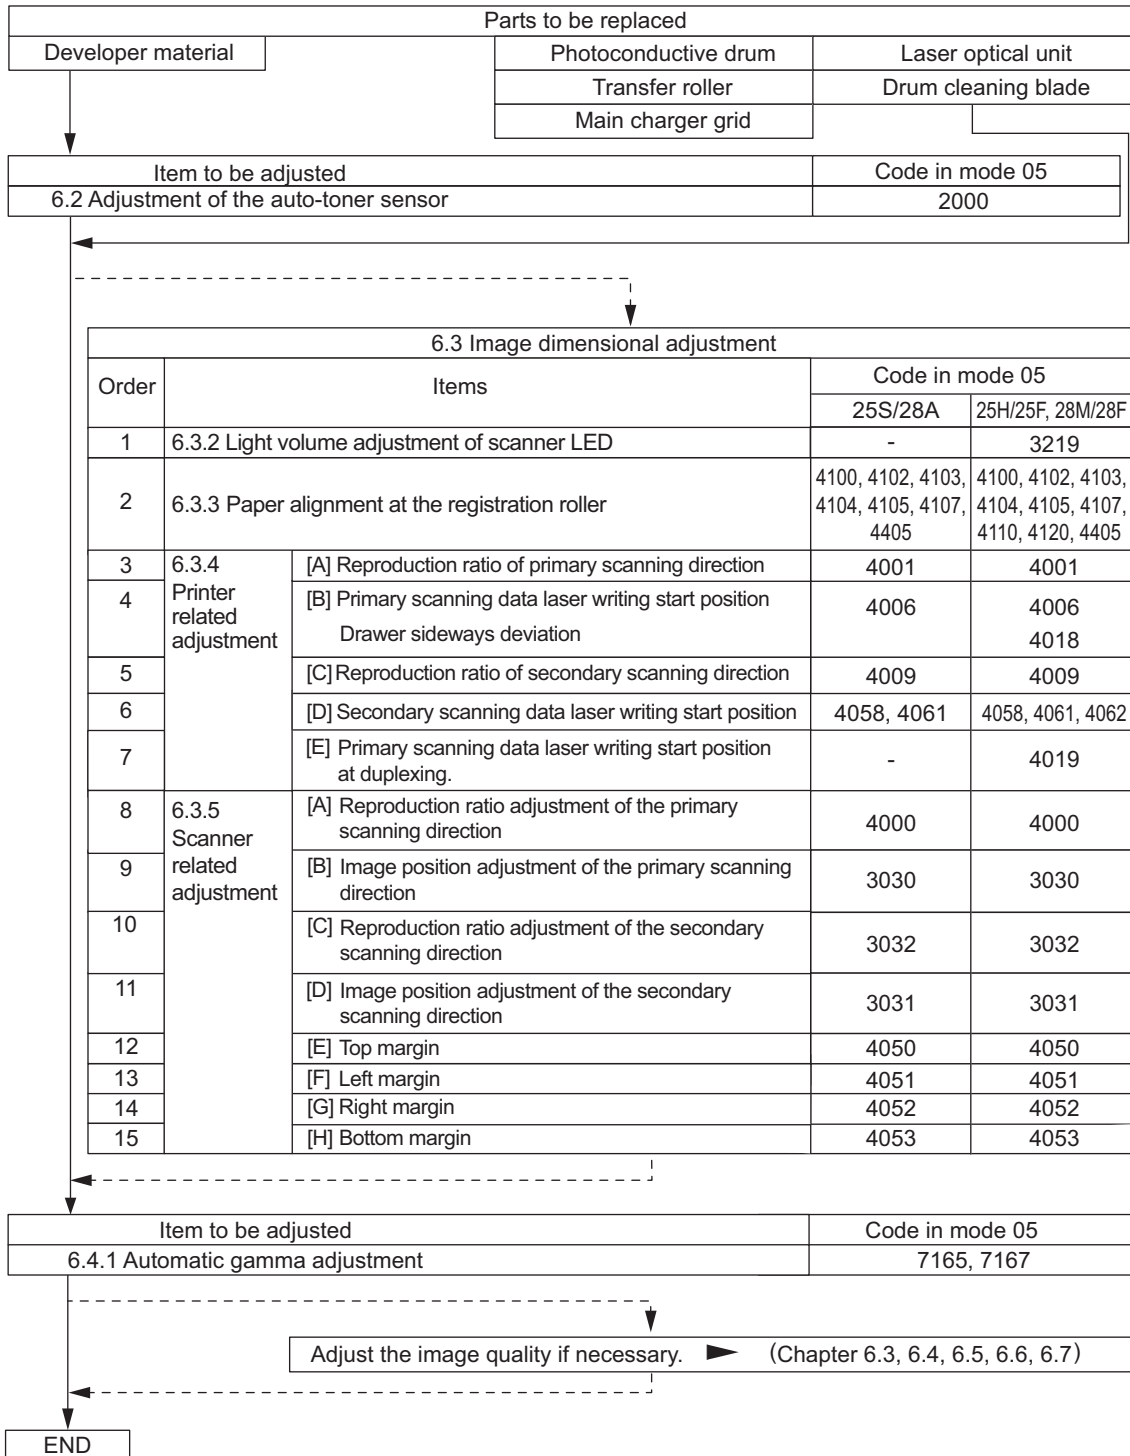 Parts to be replaced
Developer material
Photoconductive drum
Laser optical unit
Transfer roller
Drum cleaning blade
Main charger grid
Item to be adjusted
Code in mode 05
6.2 Adjustment of the auto-toner sensor
2000
6.3 Image dimensional adjustment
Order
Items
Code in mode 05
25S/28A
25H/25F, 28M/28F
1
6.3.2 Light volume adjustment of scanner LED
-
3219
2
6.3.3 Paper alignment at the registration roller
4100, 4102, 4103,
4104, 4105, 4107,
4405
4100, 4102, 4103,
4104, 4105, 4107,
4110, 4120, 4405
3
6.3.4
Printer
related
adjustment
[A] Reproduction ratio of primary scanning direction
4001
4001
4
[B] Primary scanning data laser writing start position
Drawer sideways deviation
4006
4006
4018
5
[C] Reproduction ratio of secondary scanning direction
4009
4009
6
[D] Secondary scanning data laser writing start position
4058, 4061
4058, 4061, 4062
7
[E] Primary scanning data laser writing start position
at duplexing.
-
4019
8
6.3.5
Scanner
related
adjustment
[A] Reproduction ratio adjustment of the primary
scanning direction
4000
4000
9
[B] Image position adjustment of the primary scanning
direction
3030
3030
10
[C] Reproduction ratio adjustment of the secondary
scanning direction
3032
3032
11
[D] Image position adjustment of the secondary
scanning direction
3031
3031
12
[E] Top margin
4050
4050
13
[F] Left margin
4051
4051
14
[G] Right margin
4052
4052
15
[H] Bottom margin
4053
4053
Item to be adjusted
Code in mode 05
6.4.1 Automatic gamma adjustment
7165, 7167
Adjust the image quality if necessary. ► (Chapter 6.3, 6.4, 6.5, 6.6, 6.7)
END